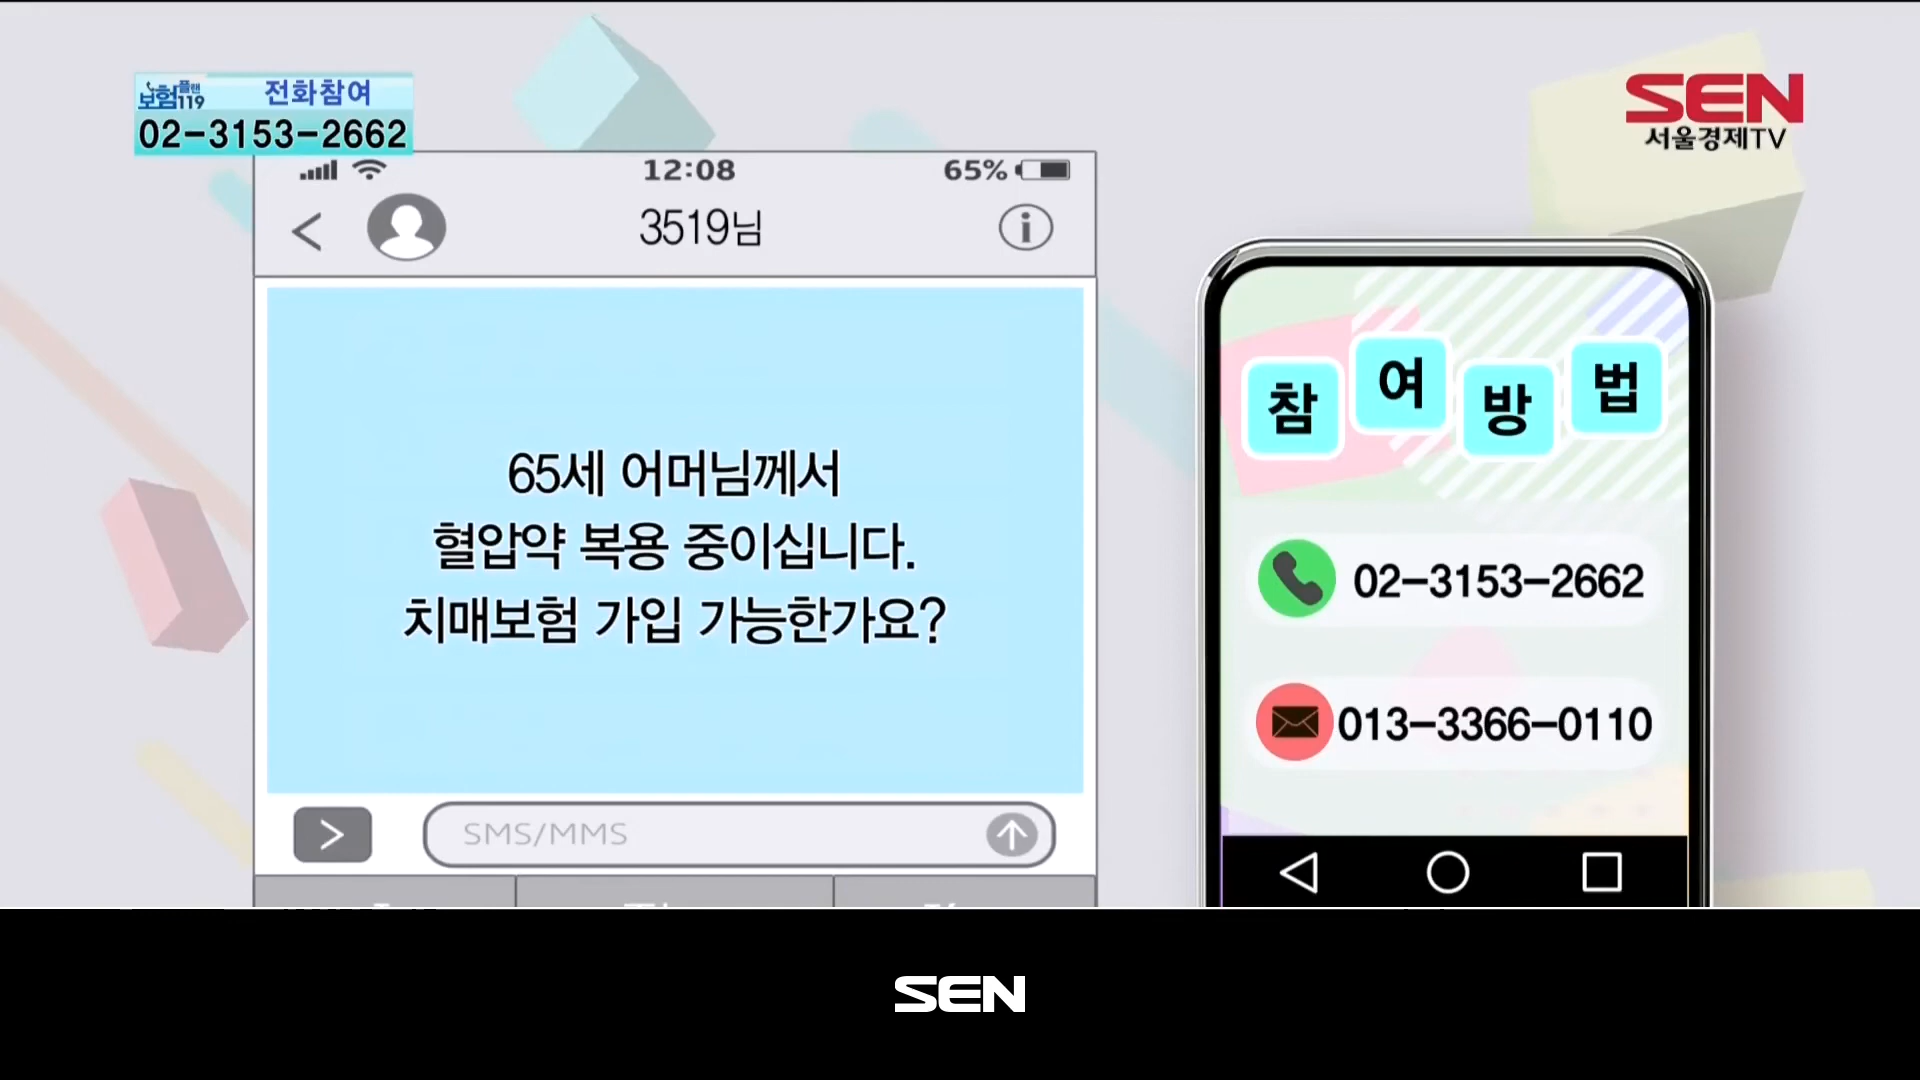 보험플랜119 전화참여
02-3153-2662
SEN
서울경제TV
12:08
65%
3519님
65세 어머님께서
혈압약 복용 중이십니다.
치매보험 가입 가능한가요?
SMS/MMS
참여방법
02-3153-2662
013-3366-0110
SEN